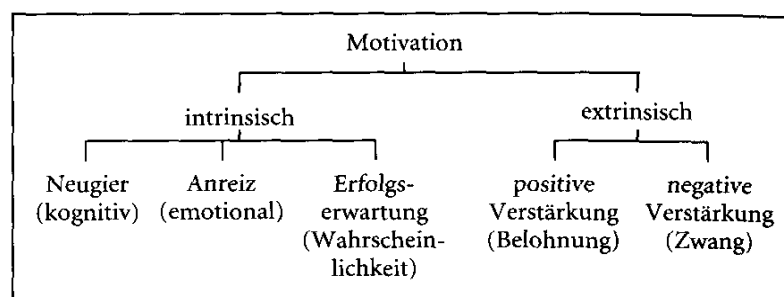 Motivation
intrinsisch
extrinsisch
Neugier
(kognitiv)
Anreiz
(emotional)
Erfolgs-
erwartung
(Wahrschein-
lichkeit)
positive
Verstärkung
(Belohnung)
negative
Verstärkung
(Zwang)